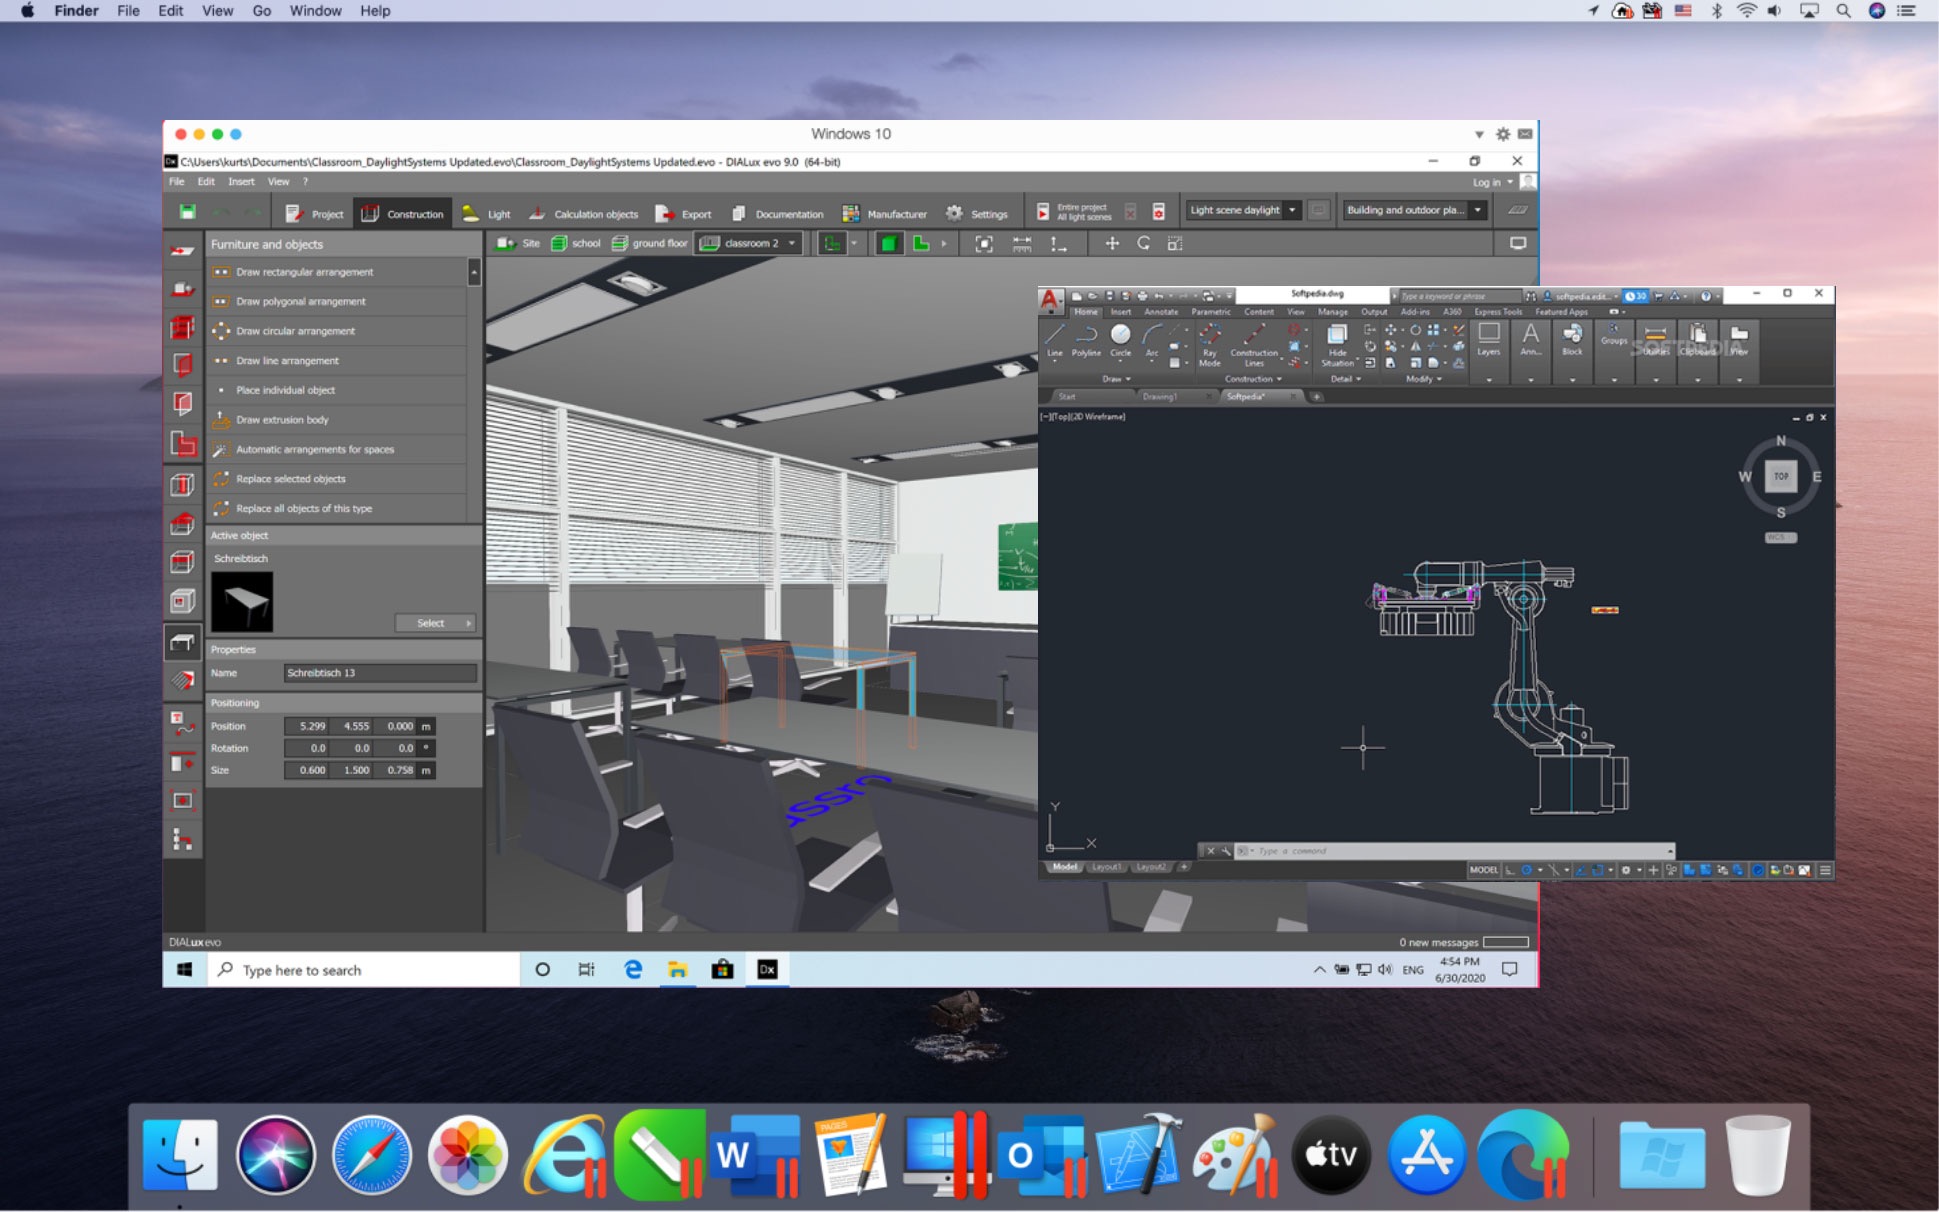 Finder File Edit View Go Window Help
Windows 10
Dx C:\Users\kurts\Documents\Classroom_DaylightSystems Updated.evo\Classroom_DaylightSystems Updated.evo - DIALux evo 9.0 (64-bit)
File Edit Insert View ?
Log in
Project Construction Light Calculation objects Export Documentation Manufacturer Settings
Entire project
All light scenes
Light scene daylight
Building and outdoor pla...
Furniture and objects
Site school ground floor classroom 2
Draw rectangular arrangement
Draw polygonal arrangement
Draw circular arrangement
Draw line arrangement
Place individual object
Draw extrusion body
Automatic arrangements for spaces
Replace selected objects
Replace all objects of this type
Active object
Schreibtisch
Select
Properties
Name Schreibtisch 13
Positioning
Position 5.299 4.555 0.000 m
Rotation 0.0 0.0 0.0 °
Size 0.600 1.500 0.758 m
assro
A Softpedia.dwg Type a keyword or phrase softpedia.edit... 30
Home Insert Annotate Parametric Content View Manage Output Add-ins A360 Express Tools Featured Apps
Line Polyline Circle Arc
Ray
Mode
Construction
Lines
Hide
Situation
Layers Ann... Block Groups Utilities Clipboard View
SOFTPEDIA
Draw Construction Detail Modify
Start Drawing1 Softpedia*
[−][Top][2D Wireframe]
N
W TOP E
S
WCS
Y
X
Type a command
Model Layout1 Layout2 +
MODEL
DIALux evo
0 new messages
Type here to search
Dx
ENG
4:54 PM
6/30/2020
W
PAGES
O
tv